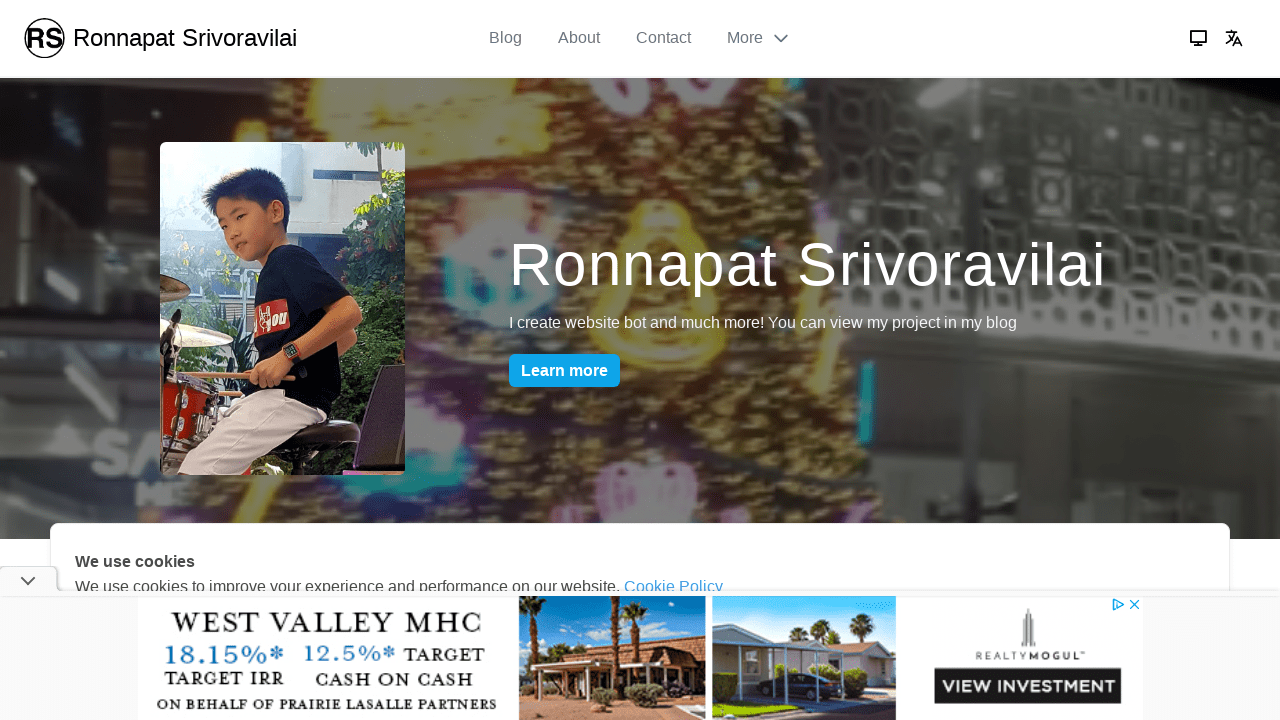 RS Ronnapat Srivoravilai
Blog
About
Contact
More
Ronnapat Srivoravilai
I create website bot and much more! You can view my project in my blog
Learn more
We use cookies
We use cookies to improve your experience and performance on our website. Cookie Policy
WEST VALLEY MHC
18.15%* 12.5%* TARGET
TARGET IRR CASH ON CASH
ON BEHALF OF PRAIRIE LASALLE PARTNERS
REALTYMOGUL™
VIEW INVESTMENT